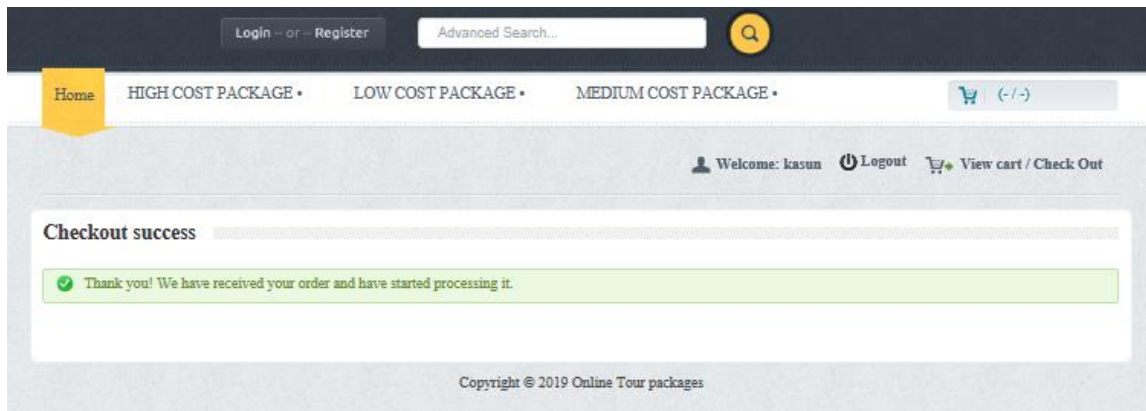 Login - or - Register
Advanced Search...
Home
HIGH COST PACKAGE •
LOW COST PACKAGE •
MEDIUM COST PACKAGE •
(-/-)
Welcome: kasun
Logout
View cart / Check Out
Checkout success
Thank you! We have received your order and have started processing it.
Copyright © 2019 Online Tour packages